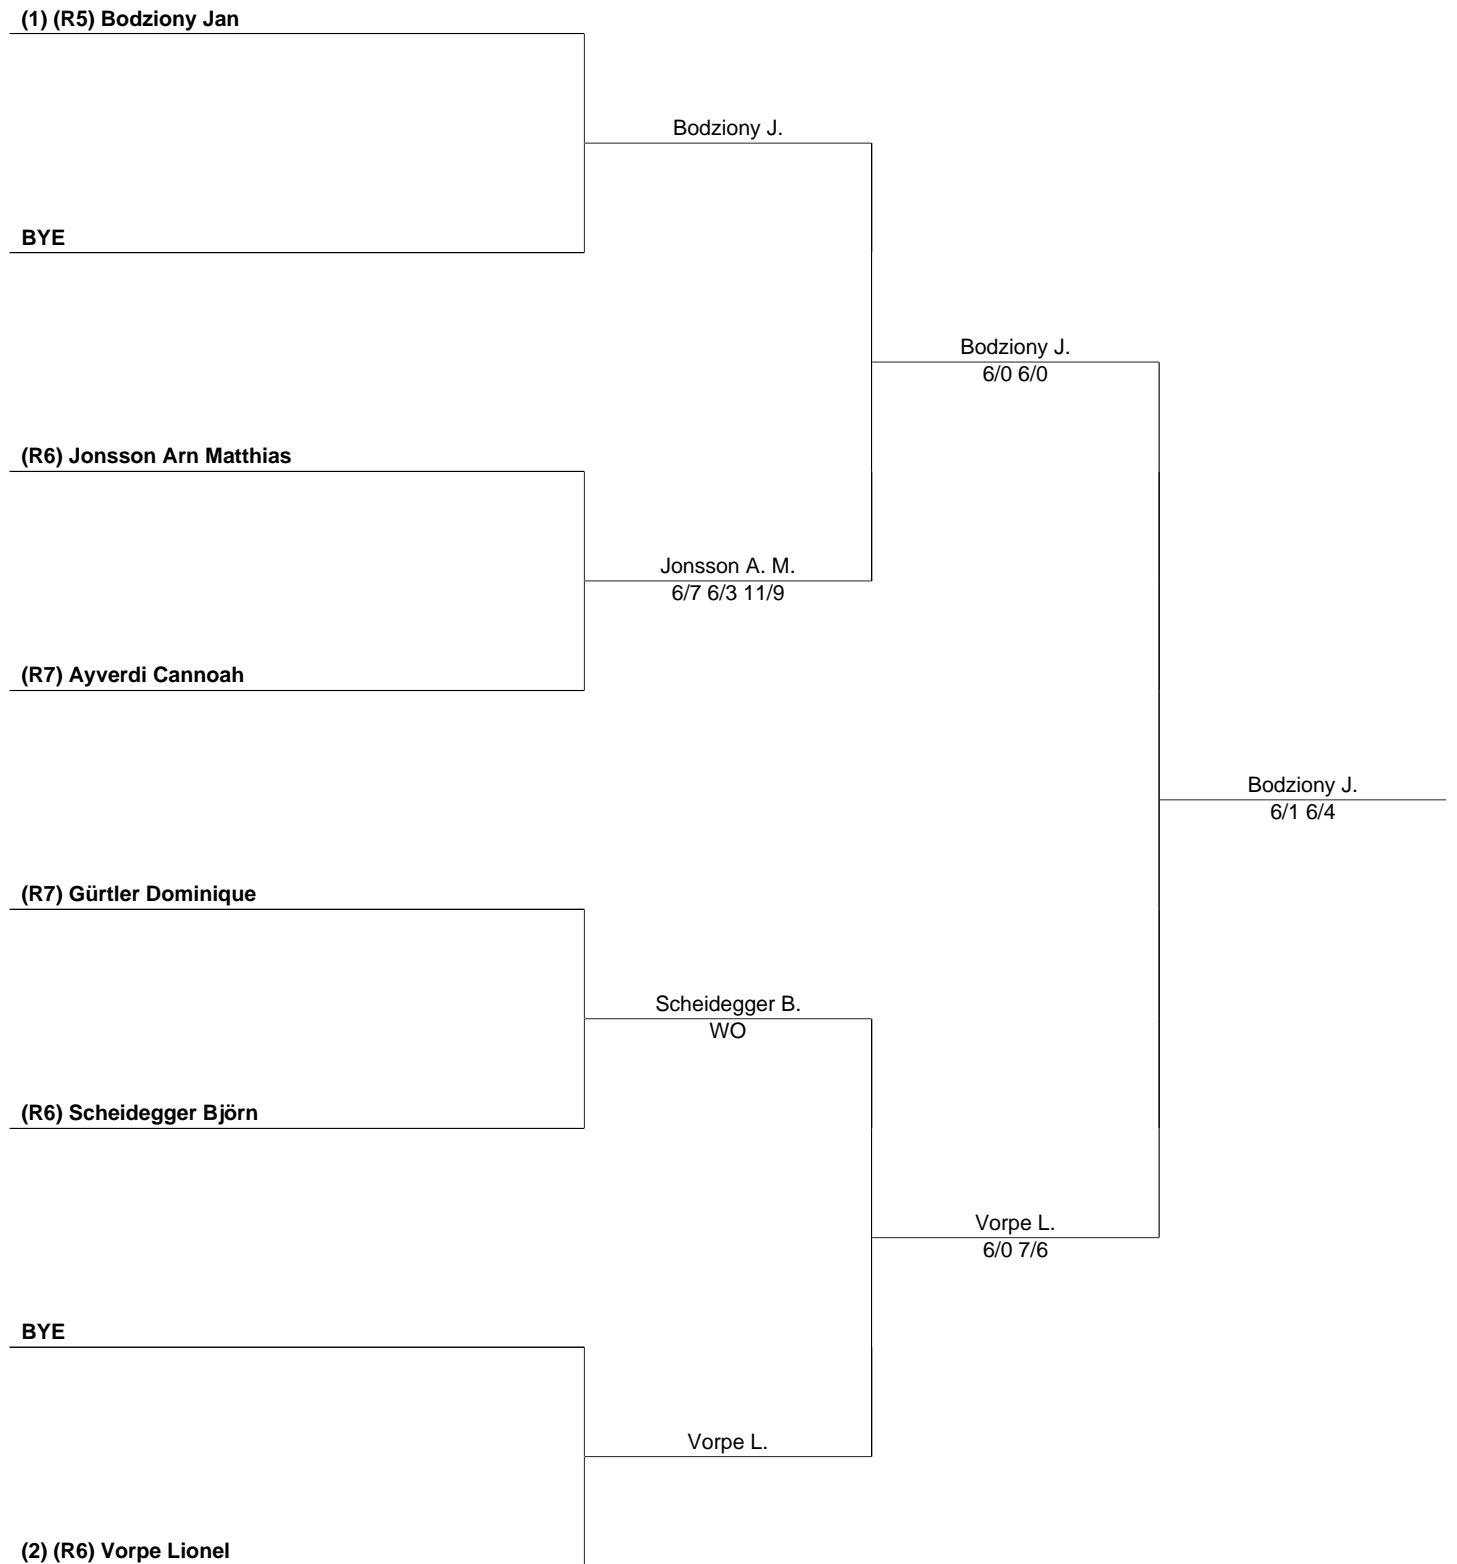 (1) (R5) Bodziony Jan
Bodziony J.
BYE
Bodziony J.
6/0 6/0
(R6) Jonsson Arn Matthias
Jonsson A. M.
6/7 6/3 11/9
(R7) Ayverdi Cannoah
Bodziony J.
6/1 6/4
(R7) Gürtler Dominique
Scheidegger B.
WO
(R6) Scheidegger Björn
Vorpe L.
6/0 7/6
BYE
Vorpe L.
(2) (R6) Vorpe Lionel